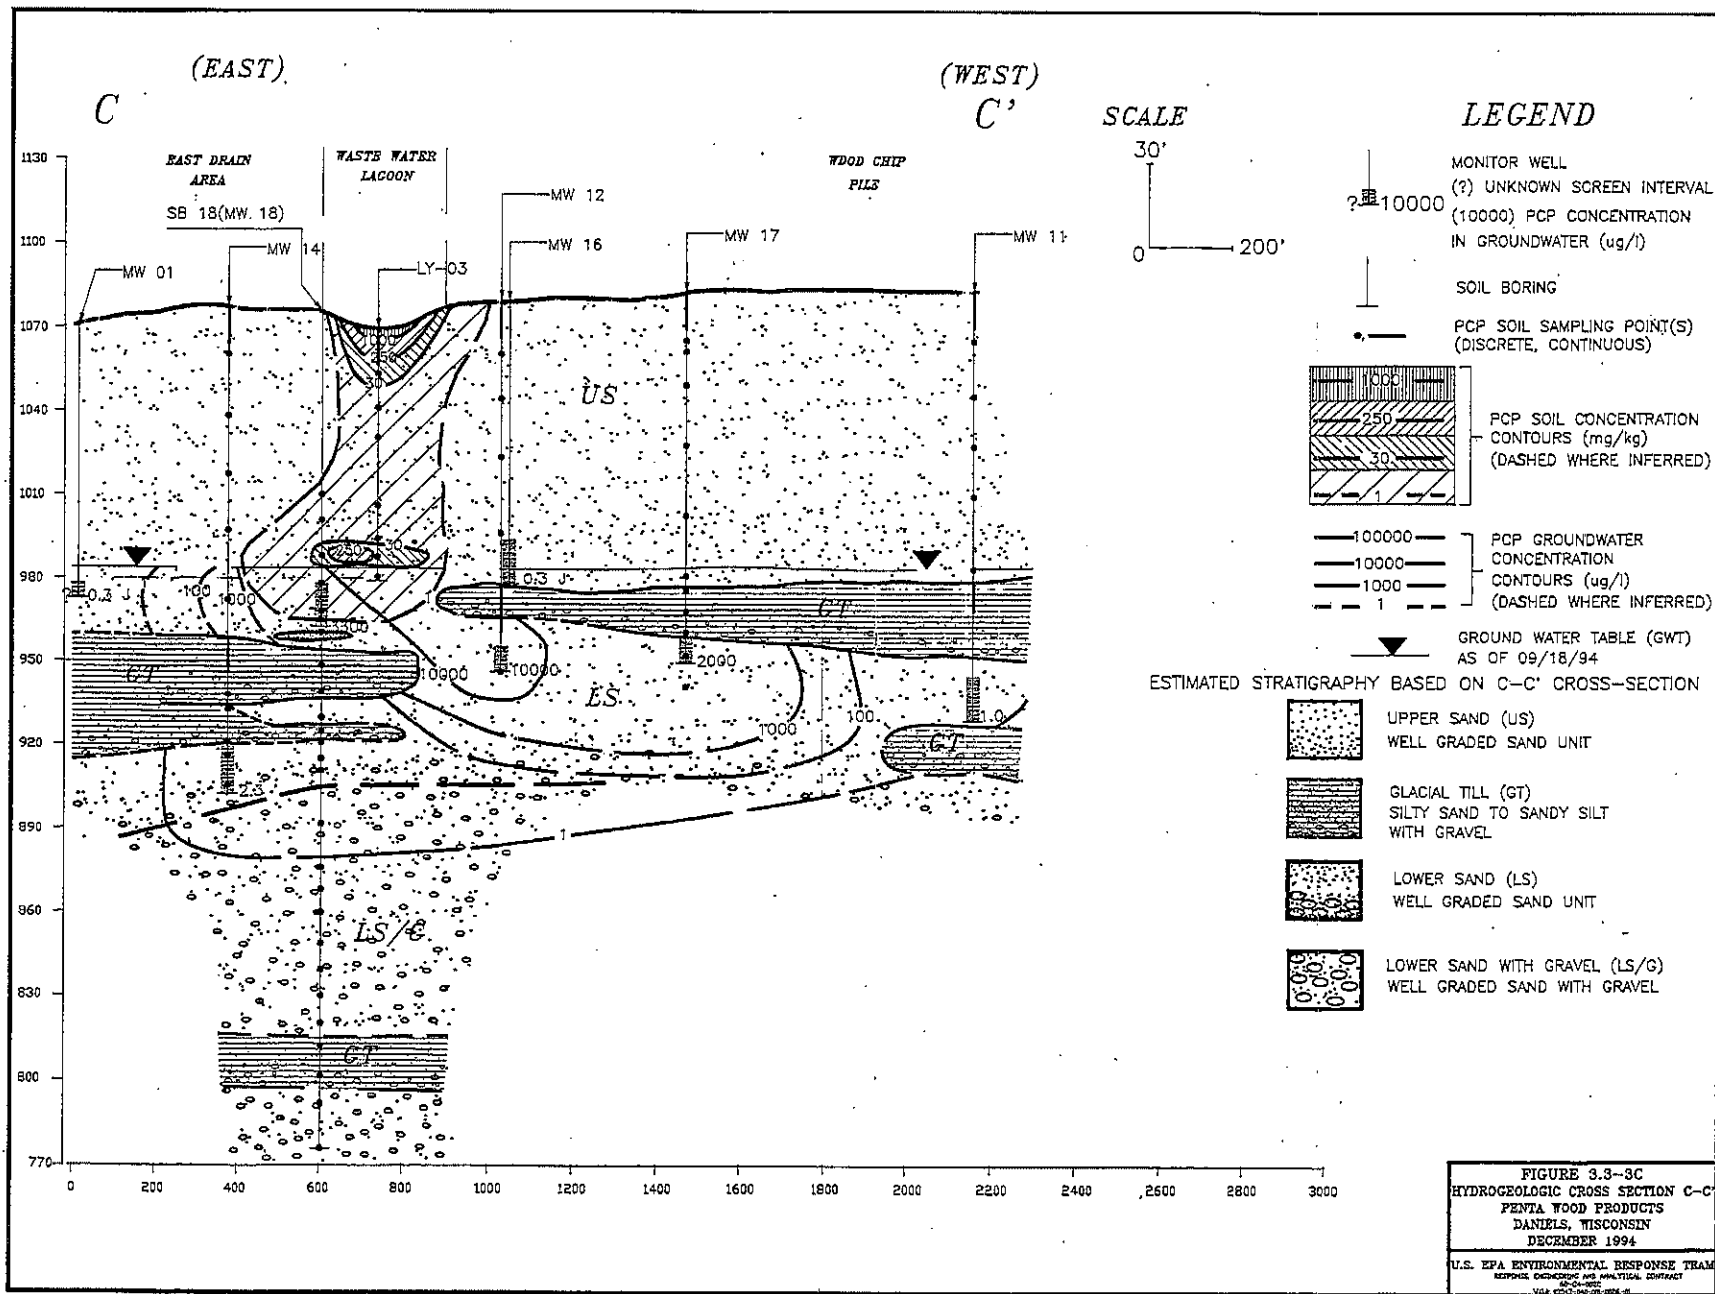 (EAST)
C
(WEST)
C'
SCALE
30'
0
200'
LEGEND
MONITOR WELL
(?) UNKNOWN SCREEN INTERVAL
?
10000
(10000) PCP CONCENTRATION
IN GROUNDWATER (ug/l)
SOIL BORING
PCP SOIL SAMPLING POINT(S)
(DISCRETE, CONTINUOUS)
1000
250
30
1
PCP SOIL CONCENTRATION
CONTOURS (mg/kg)
(DASHED WHERE INFERRED)
100000
10000
1000
1
PCP GROUNDWATER
CONCENTRATION
CONTOURS (ug/l)
(DASHED WHERE INFERRED)
GROUND WATER TABLE (GWT)
AS OF 09/18/94
ESTIMATED STRATIGRAPHY BASED ON C-C' CROSS-SECTION
UPPER SAND (US)
WELL GRADED SAND UNIT
GLACIAL TILL (GT)
SILTY SAND TO SANDY SILT
WITH GRAVEL
LOWER SAND (LS)
WELL GRADED SAND UNIT
LOWER SAND WITH GRAVEL (LS/G)
WELL GRADED SAND WITH GRAVEL
EAST DRAIN
AREA
WASTE WATER
LAGOON
WOOD CHIP
PILE
SB 18(MW. 18)
MW 01
MW 14
LY-03
MW 12
MW 16
MW 17
MW 11
1130
1100
1070
1040
1010
980
950
920
890
960
830
800
770
1000
250
30
US
250
30
0.3 J
100
1000
1
0.3 J
GT
3300
GT
10000
10000
2000
LS
1000
100
1.0
GT
2.3
1
LS/G
GT
0 200 400 600 800 1000 1200 1400 1600 1800 2000 2200 2400 2600 2800 3000
FIGURE 3.3-3C
HYDROGEOLOGIC CROSS SECTION C-C'
PENTA WOOD PRODUCTS
DANIELS, WISCONSIN
DECEMBER 1994
U.S. EPA ENVIRONMENTAL RESPONSE TEAM
RESPONSE ENGINEERING AND ANALYTICAL CONTRACT